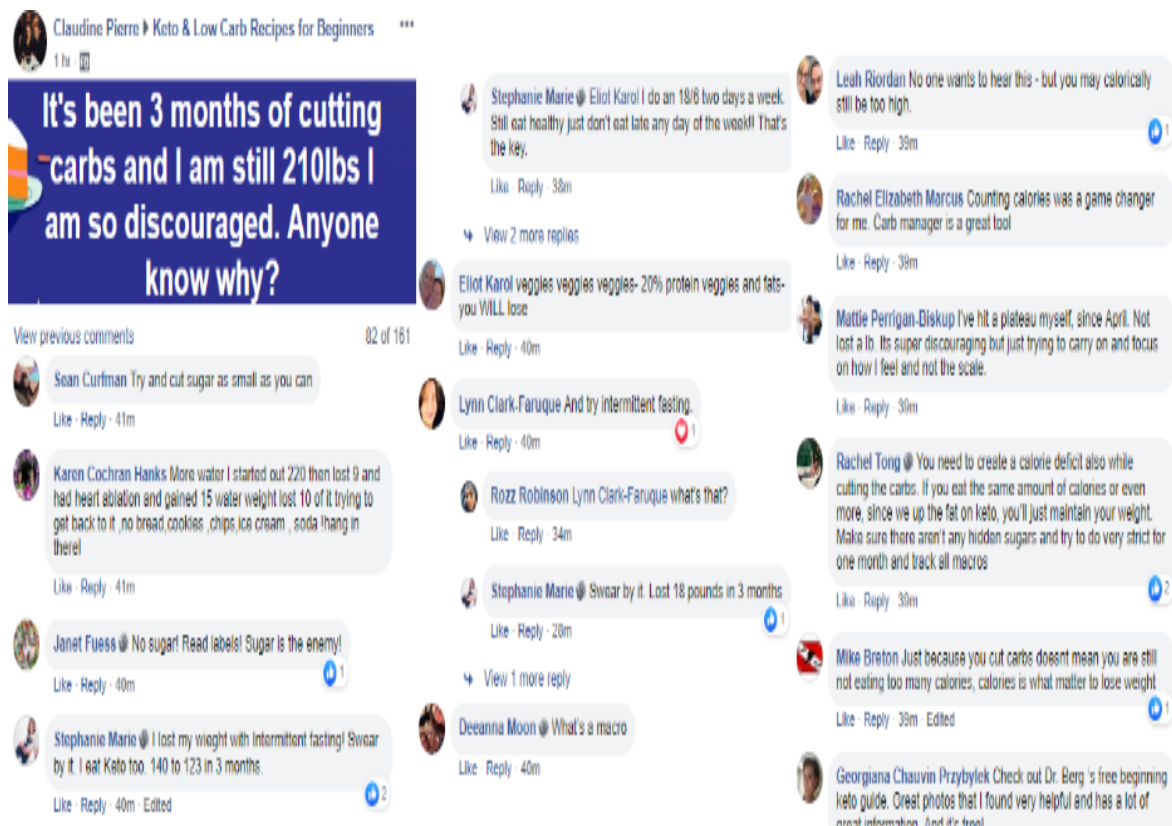 Claudine Pierre ▶ Keto & Low Carb Recipes for Beginners
1 hr
It's been 3 months of cutting
carbs and I am still 210lbs I
am so discouraged. Anyone
know why?
View previous comments 82 of 161
Sean Curfman Try and cut sugar as small as you can
Like · Reply · 41m
Karen Cochran Hanks More water I started out 220 then lost 9 and
had heart ablation and gained 15 water weight lost 10 of it trying to
get back to it ,no bread,cookies ,chips,ice cream , soda !hang in
there!
Like · Reply · 41m
Janet Fuess No sugar! Read labels! Sugar is the enemy!
1
Like · Reply · 40m
Stephanie Marie I lost my wieght with Intermittent fasting! Swear
by it. I eat Keto too. 140 to 123 in 3 months.
2
Like · Reply · 40m · Edited
Stephanie Marie Eliot Karol I do an 18/6 two days a week.
Still eat healthy just don't eat late any day of the week!! That's
the key.
Like · Reply · 38m
View 2 more replies
Eliot Karol veggies veggies veggies- 20% protein veggies and fats-
you WILL lose
Like · Reply · 40m
Lynn Clark-Faruque And try intermittent fasting.
1
Like · Reply · 40m
Rozz Robinson Lynn Clark-Faruque what's that?
Like · Reply · 34m
Stephanie Marie Swear by it. Lost 18 pounds in 3 months
1
Like · Reply · 28m
View 1 more reply
Deeanna Moon What's a macro
Like · Reply · 40m
Leah Riordan No one wants to hear this - but you may calorically
still be too high.
1
Like · Reply · 39m
Rachel Elizabeth Marcus Counting calories was a game changer
for me. Carb manager is a great tool
Like · Reply · 39m
Mattie Perrigan-Biskup I've hit a plateau myself, since April. Not
lost a lb. Its super discouraging but just trying to carry on and focus
on how I feel and not the scale.
Like · Reply · 39m
Rachel Tong You need to create a calorie deficit also while
cutting the carbs. If you eat the same amount of calories or even
more, since we up the fat on keto, you'll just maintain your weight.
Make sure there aren't any hidden sugars and try to do very strict for
one month and track all macros
2
Like · Reply · 39m
Mike Breton Just because you cut carbs doesnt mean you are still
not eating too many calories, calories is what matter to lose weight
1
Like · Reply · 39m · Edited
Georgiana Chauvin Przybylek Check out Dr. Berg 's free beginning
keto guide. Great photos that I found very helpful and has a lot of
great information. And it's free!